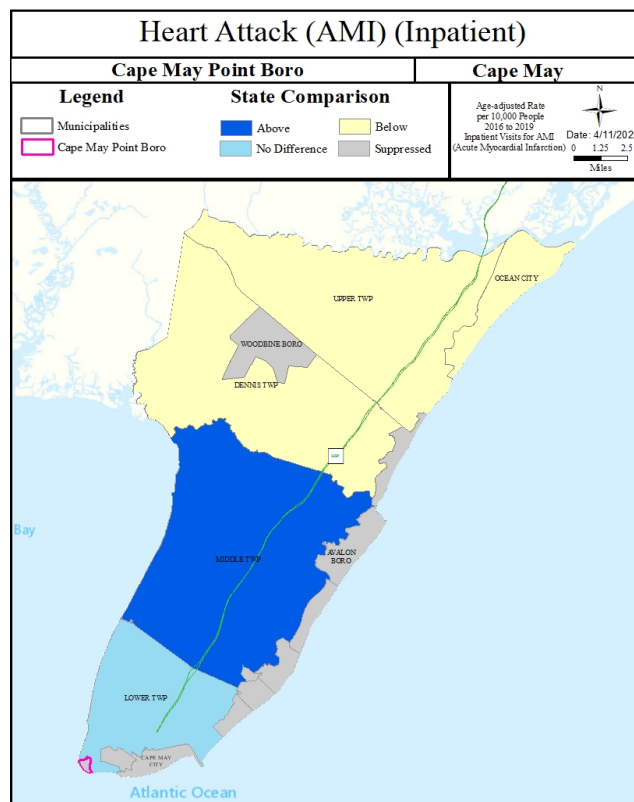 Heart Attack (AMI) (Inpatient)
Cape May Point Boro
Cape May
Legend
Municipalities
Cape May Point Boro
State Comparison
Above
Below
No Difference
Suppressed
Age-adjusted Rate
per 10,000 People
2016 to 2019
Inpatient Visits for AMI
(Acute Myocardial Infarction)
N
Date: 4/11/202
0 1.25 2.5
Miles
OCEAN CITY
UPPER TWP
WOODBINE BORO
DENNIS TWP
GSP
Bay
AVALON
BORO
MIDDLE TWP
LOWER TWP
CAPE MAY
CITY
Atlantic Ocean